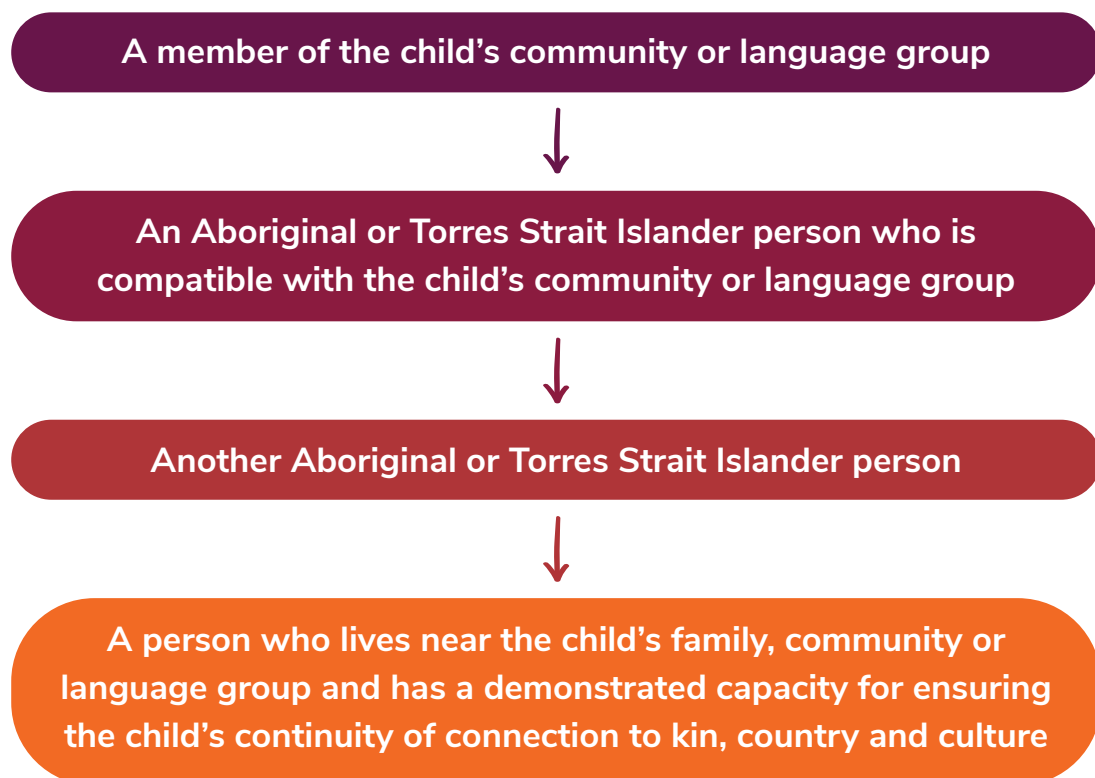 A member of the child’s community or language group
An Aboriginal or Torres Strait Islander person who is
compatible with the child’s community or language group
Another Aboriginal or Torres Strait Islander person
A person who lives near the child’s family, community or
language group and has a demonstrated capacity for ensuring
the child’s continuity of connection to kin, country and culture